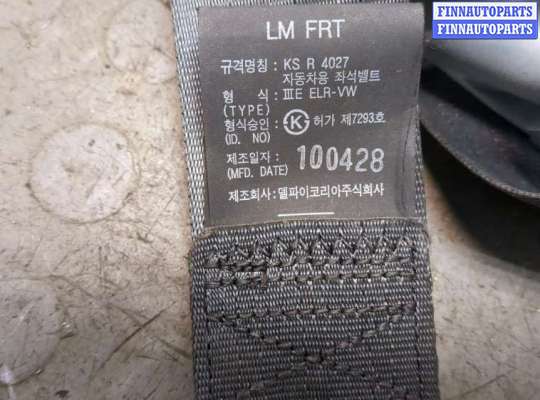 FINNAUTOPARTS
FINNAUTOPARTS
LM FRT
규격명칭 : KS R 4027
자동차용 좌석벨트
형 식 : ⅢE ELR-VW
(TYPE)
형식승인 : Ⓚ 허가 제7293호
(ID. NO)
제조일자 : 100428
(MFD. DATE)
제조회사:델파이코리아주식회사